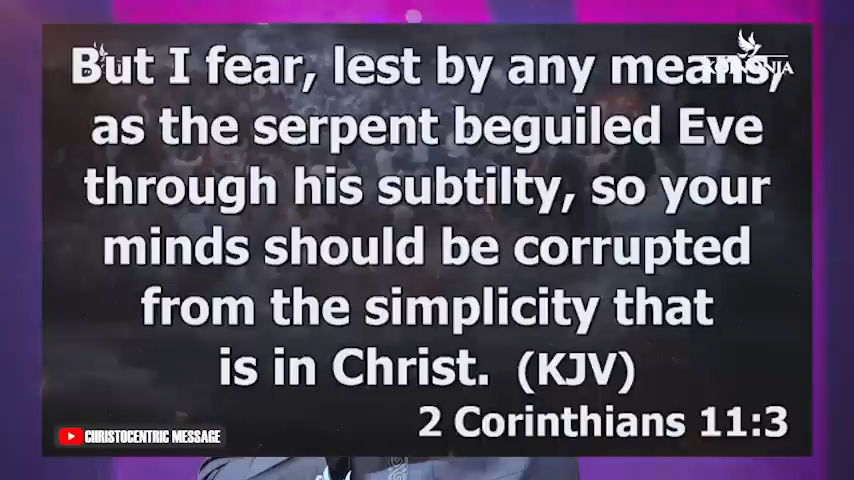 But I fear, lest by any means,
as the serpent beguiled Eve
through his subtilty, so your
minds should be corrupted
from the simplicity that
is in Christ. (KJV)
2 Corinthians 11:3
KOINONIA
CHRISTOCENTRIC MESSAGE